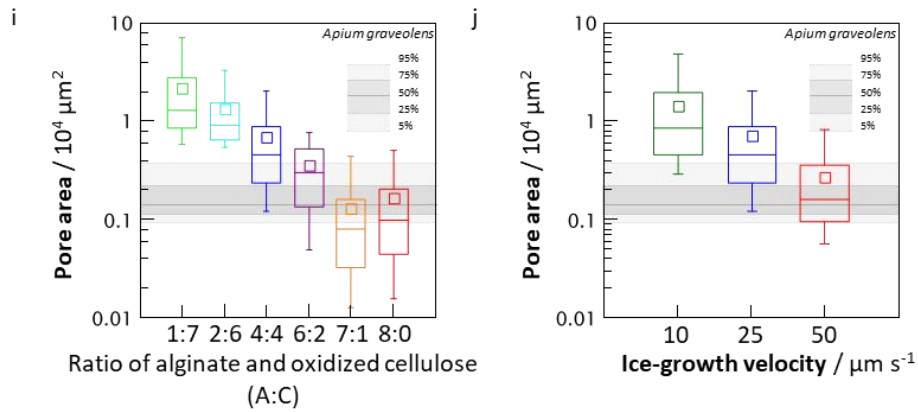 i
10
1
0.1
0.01
Pore area / 10⁴ μm²
Apium graveolens
95%
75%
50%
25%
5%
1:7 2:6 4:4 6:2 7:1 8:0
Ratio of alginate and oxidized cellulose
(A:C)
j
10
1
0.1
0.01
Pore area / 10⁴ μm²
Apium graveolens
95%
75%
50%
25%
5%
10 25 50
Ice-growth velocity / μm s⁻¹